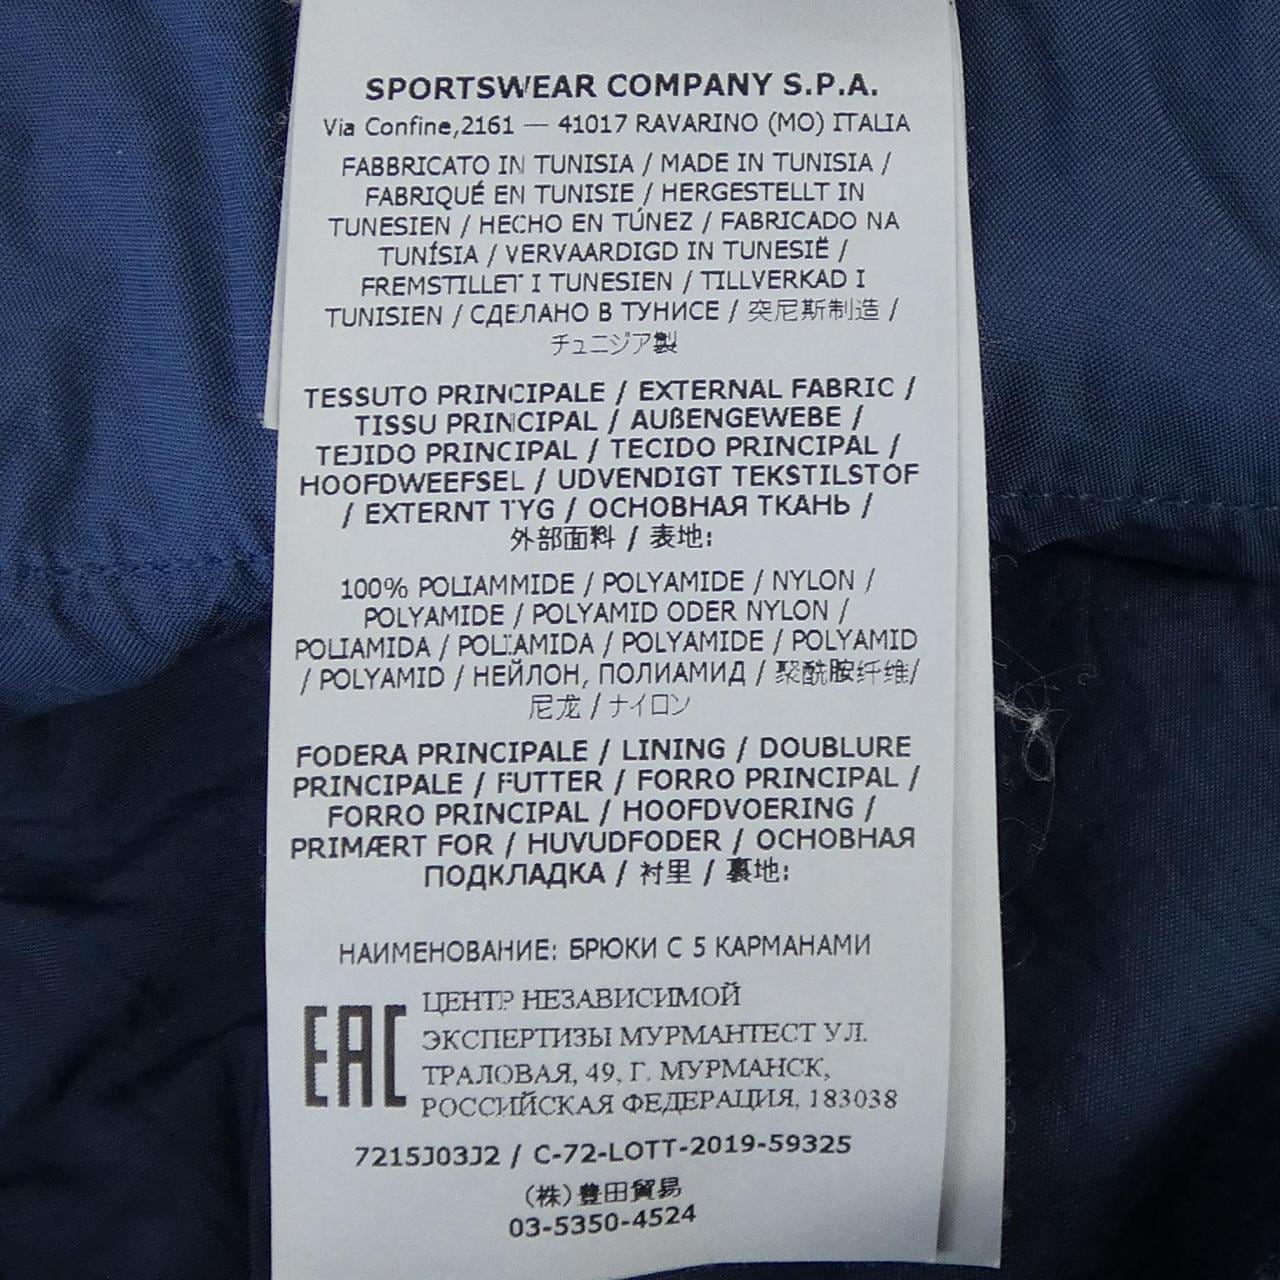 SPORTSWEAR COMPANY S.P.A.
Via Confine,2161 — 41017 RAVARINO (MO) ITALIA
FABBRICATO IN TUNISIA / MADE IN TUNISIA /
FABRIQUÉ EN TUNISIE / HERGESTELLT IN
TUNESIEN / HECHO EN TÚNEZ / FABRICADO NA
TUNÍSIA / VERVAARDIGD IN TUNESIË /
FREMSTILLET I TUNESIEN / TILLVERKAD I
TUNISIEN / СДЕЛАНО В ТУНИСЕ / 突尼斯制造 /
チュニジア製
TESSUTO PRINCIPALE / EXTERNAL FABRIC /
TISSU PRINCIPAL / AUßENGEWEBE /
TEJIDO PRINCIPAL / TECIDO PRINCIPAL /
HOOFDWEEFSEL / UDVENDIGT TEKSTILSTOF
/ EXTERNT TYG / ОСНОВНАЯ ТКАНЬ /
外部面料 / 表地:
100% POLIAMMIDE / POLYAMIDE / NYLON /
POLYAMIDE / POLYAMID ODER NYLON /
POLIAMIDA / POLIAMIDA / POLYAMIDE / POLYAMID
/ POLYAMID / НЕЙЛОН, ПОЛИАМИД / 聚酰胺纤维/
尼龙 / ナイロン
FODERA PRINCIPALE / LINING / DOUBLURE
PRINCIPALE / FUTTER / FORRO PRINCIPAL /
FORRO PRINCIPAL / HOOFDVOERING /
PRIMÆRT FOR / HUVUDFODER / ОСНОВНАЯ
ПОДКЛАДКА / 衬里 / 裏地:
НАИМЕНОВАНИЕ: БРЮКИ С 5 КАРМАНАМИ
EAC
ЦЕНТР НЕЗАВИСИМОЙ
ЭКСПЕРТИЗЫ МУРМАНТЕСТ УЛ.
ТРАЛОВАЯ, 49, Г. МУРМАНСК,
РОССИЙСКАЯ ФЕДЕРАЦИЯ, 183038
7215J03J2 / C-72-LOTT-2019-59325
(株)豊田貿易
03-5350-4524